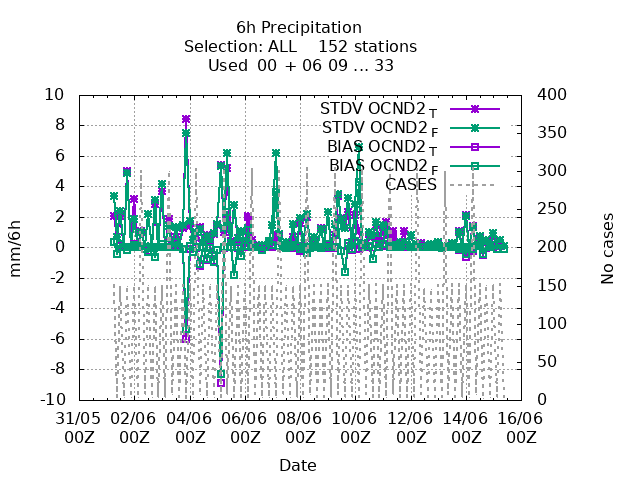 6h Precipitation
Selection: ALL    152 stations
Used  00 + 06 09 ... 33
STDV OCND2 T
STDV OCND2 F
BIAS OCND2 T
BIAS OCND2 F
CASES
10
8
6
4
2
0
-2
-4
-6
-8
-10
mm/6h
400
350
300
250
200
150
100
50
0
No cases
31/05 02/06 04/06 06/06 08/06 10/06 12/06 14/06 16/06
00Z 00Z 00Z 00Z 00Z 00Z 00Z 00Z 00Z
Date